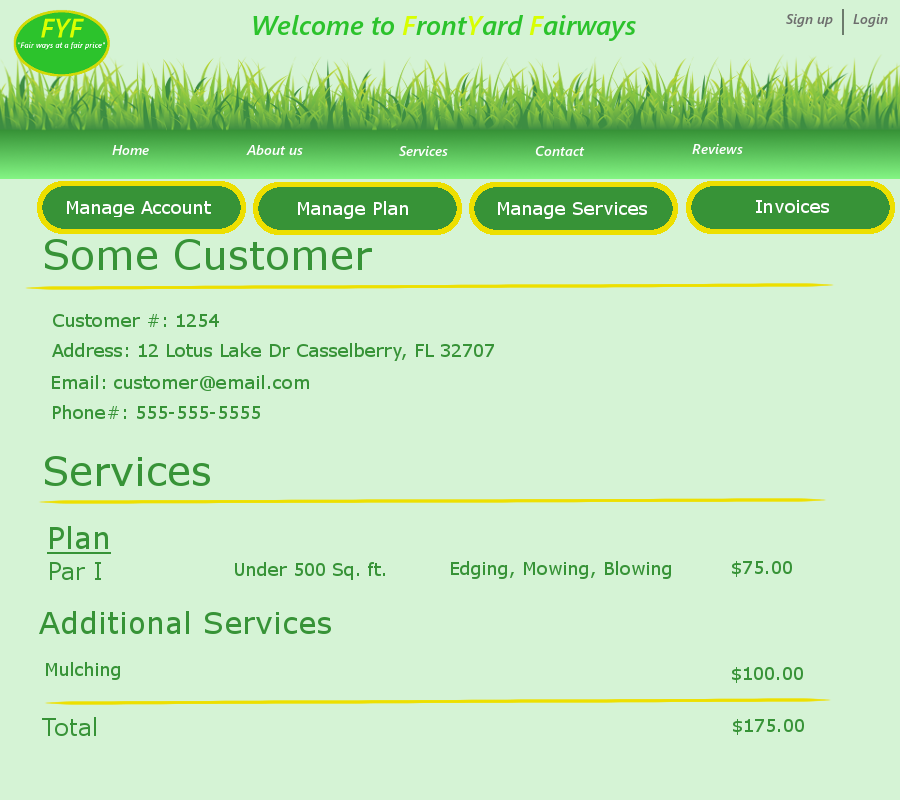 FYF
"Fair ways at a fair price"
Welcome to FrontYard Fairways
Sign up
Login
Home
About us
Services
Contact
Reviews
Manage Account
Manage Plan
Manage Services
Invoices
Some Customer
Customer #: 1254
Address: 12 Lotus Lake Dr Casselberry, FL 32707
Email: customer@email.com
Phone#: 555-555-5555
Services
Plan
Par I Under 500 Sq. ft. Edging, Mowing, Blowing $75.00
Additional Services
Mulching $100.00
Total $175.00